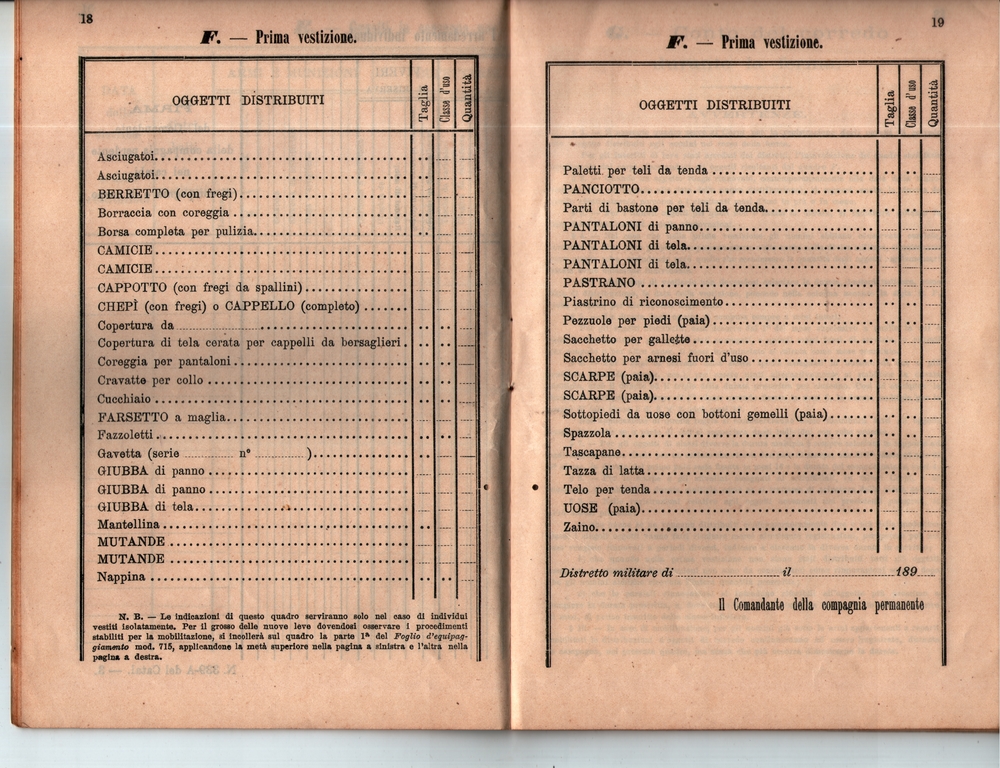 18
F. — Prima vestizione.
OGGETTI DISTRIBUITI
Taglia
Classe d'uso
Quantità
Asciugatoi
Asciugatoi
BERRETTO (con fregi)
Borraccia con coreggia
Borsa completa per pulizia
CAMICIE
CAMICIE
CAPPOTTO (con fregi da spallini)
CHEPÌ (con fregi) o CAPPELLO (completo)
Copertura da
Copertura di tela cerata per cappelli da bersaglieri
Coreggia per pantaloni
Cravatte per collo
Cucchiaio
FARSETTO a maglia
Fazzoletti
Gavetta (serie n° )
GIUBBA di panno
GIUBBA di panno
GIUBBA di tela
Mantellina
MUTANDE
MUTANDE
Nappina
N. B. — Le indicazioni di questo quadro serviranno solo nel caso di individui
vestiti isolatamente. Per il grosso delle nuove leve dovendosi osservare i procedimenti
stabiliti per la mobilitazione, si incollerà sul quadro la parte 1ª del Foglio d'equipag-
giamento mod. 715, applicandone la metà superiore nella pagina a sinistra e l'altra nella
pagina a destra.
19
F. — Prima vestizione.
OGGETTI DISTRIBUITI
Taglia
Classe d'uso
Quantità
Paletti per teli da tenda
PANCIOTTO
Parti di bastone per teli da tenda
PANTALONI di panno
PANTALONI di tela
PANTALONI di tela
PASTRANO
Piastrino di riconoscimento
Pezzuole per piedi (paia)
Sacchetto per gallette
Sacchetto per arnesi fuori d'uso
SCARPE (paia)
SCARPE (paia)
Sottopiedi da uose con bottoni gemelli (paia)
Spazzola
Tascapane
Tazza di latta
Telo per tenda
UOSE (paia)
Zaino
Distretto militare di il 189
Il Comandante della compagnia permanente